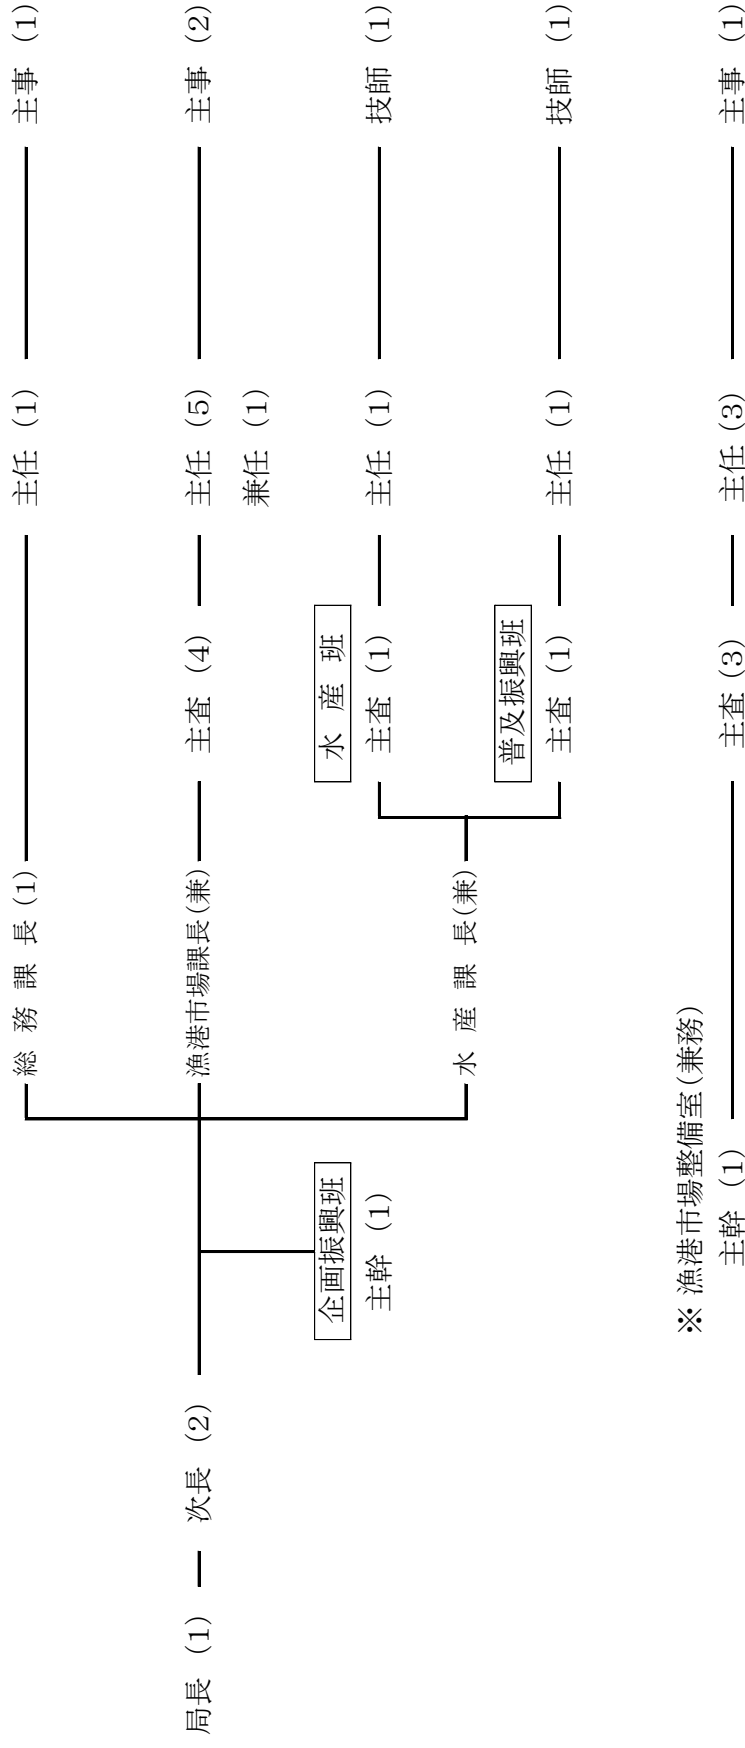 総務課長(1) 主任(1) 主事(1)
局長(1) 次長(2) 漁港市場課長(兼) 主査(4) 主任(5) 主事(2)
兼任(1)
企画振興班
主幹(1)
水産班
主査(1) 主任(1) 技師(1)
水産課長(兼)
普及振興班
主査(1) 主任(1) 技師(1)
※ 漁港市場整備室(兼務)
主幹(1) 主査(3) 主任(3) 主事(1)